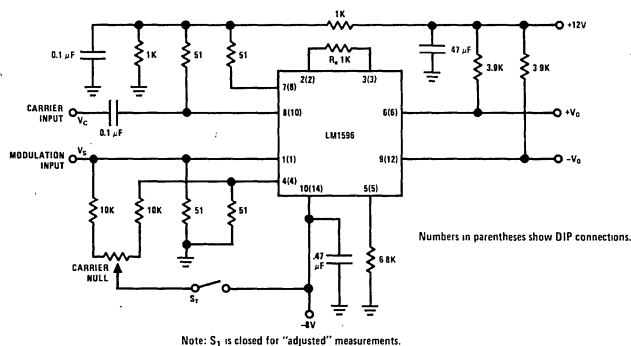 1K
+12V
0.1 μF
1K
51
51
47 μF
3.9K
3 9K
Rₑ 1K
2(2)
3(3)
7(8)
CARRIER INPUT
V_C
0.1 μF
8(10)
LM1596
6(6)
+V₀
MODULATION INPUT
V_S
1(1)
9(12)
−V₀
4(4)
10(14)
5(5)
10K
10K
51
51
.47 μF
6 8K
Numbers in parentheses show DIP connections.
CARRIER NULL
S₁
−8V
Note: S₁ is closed for "adjusted" measurements.